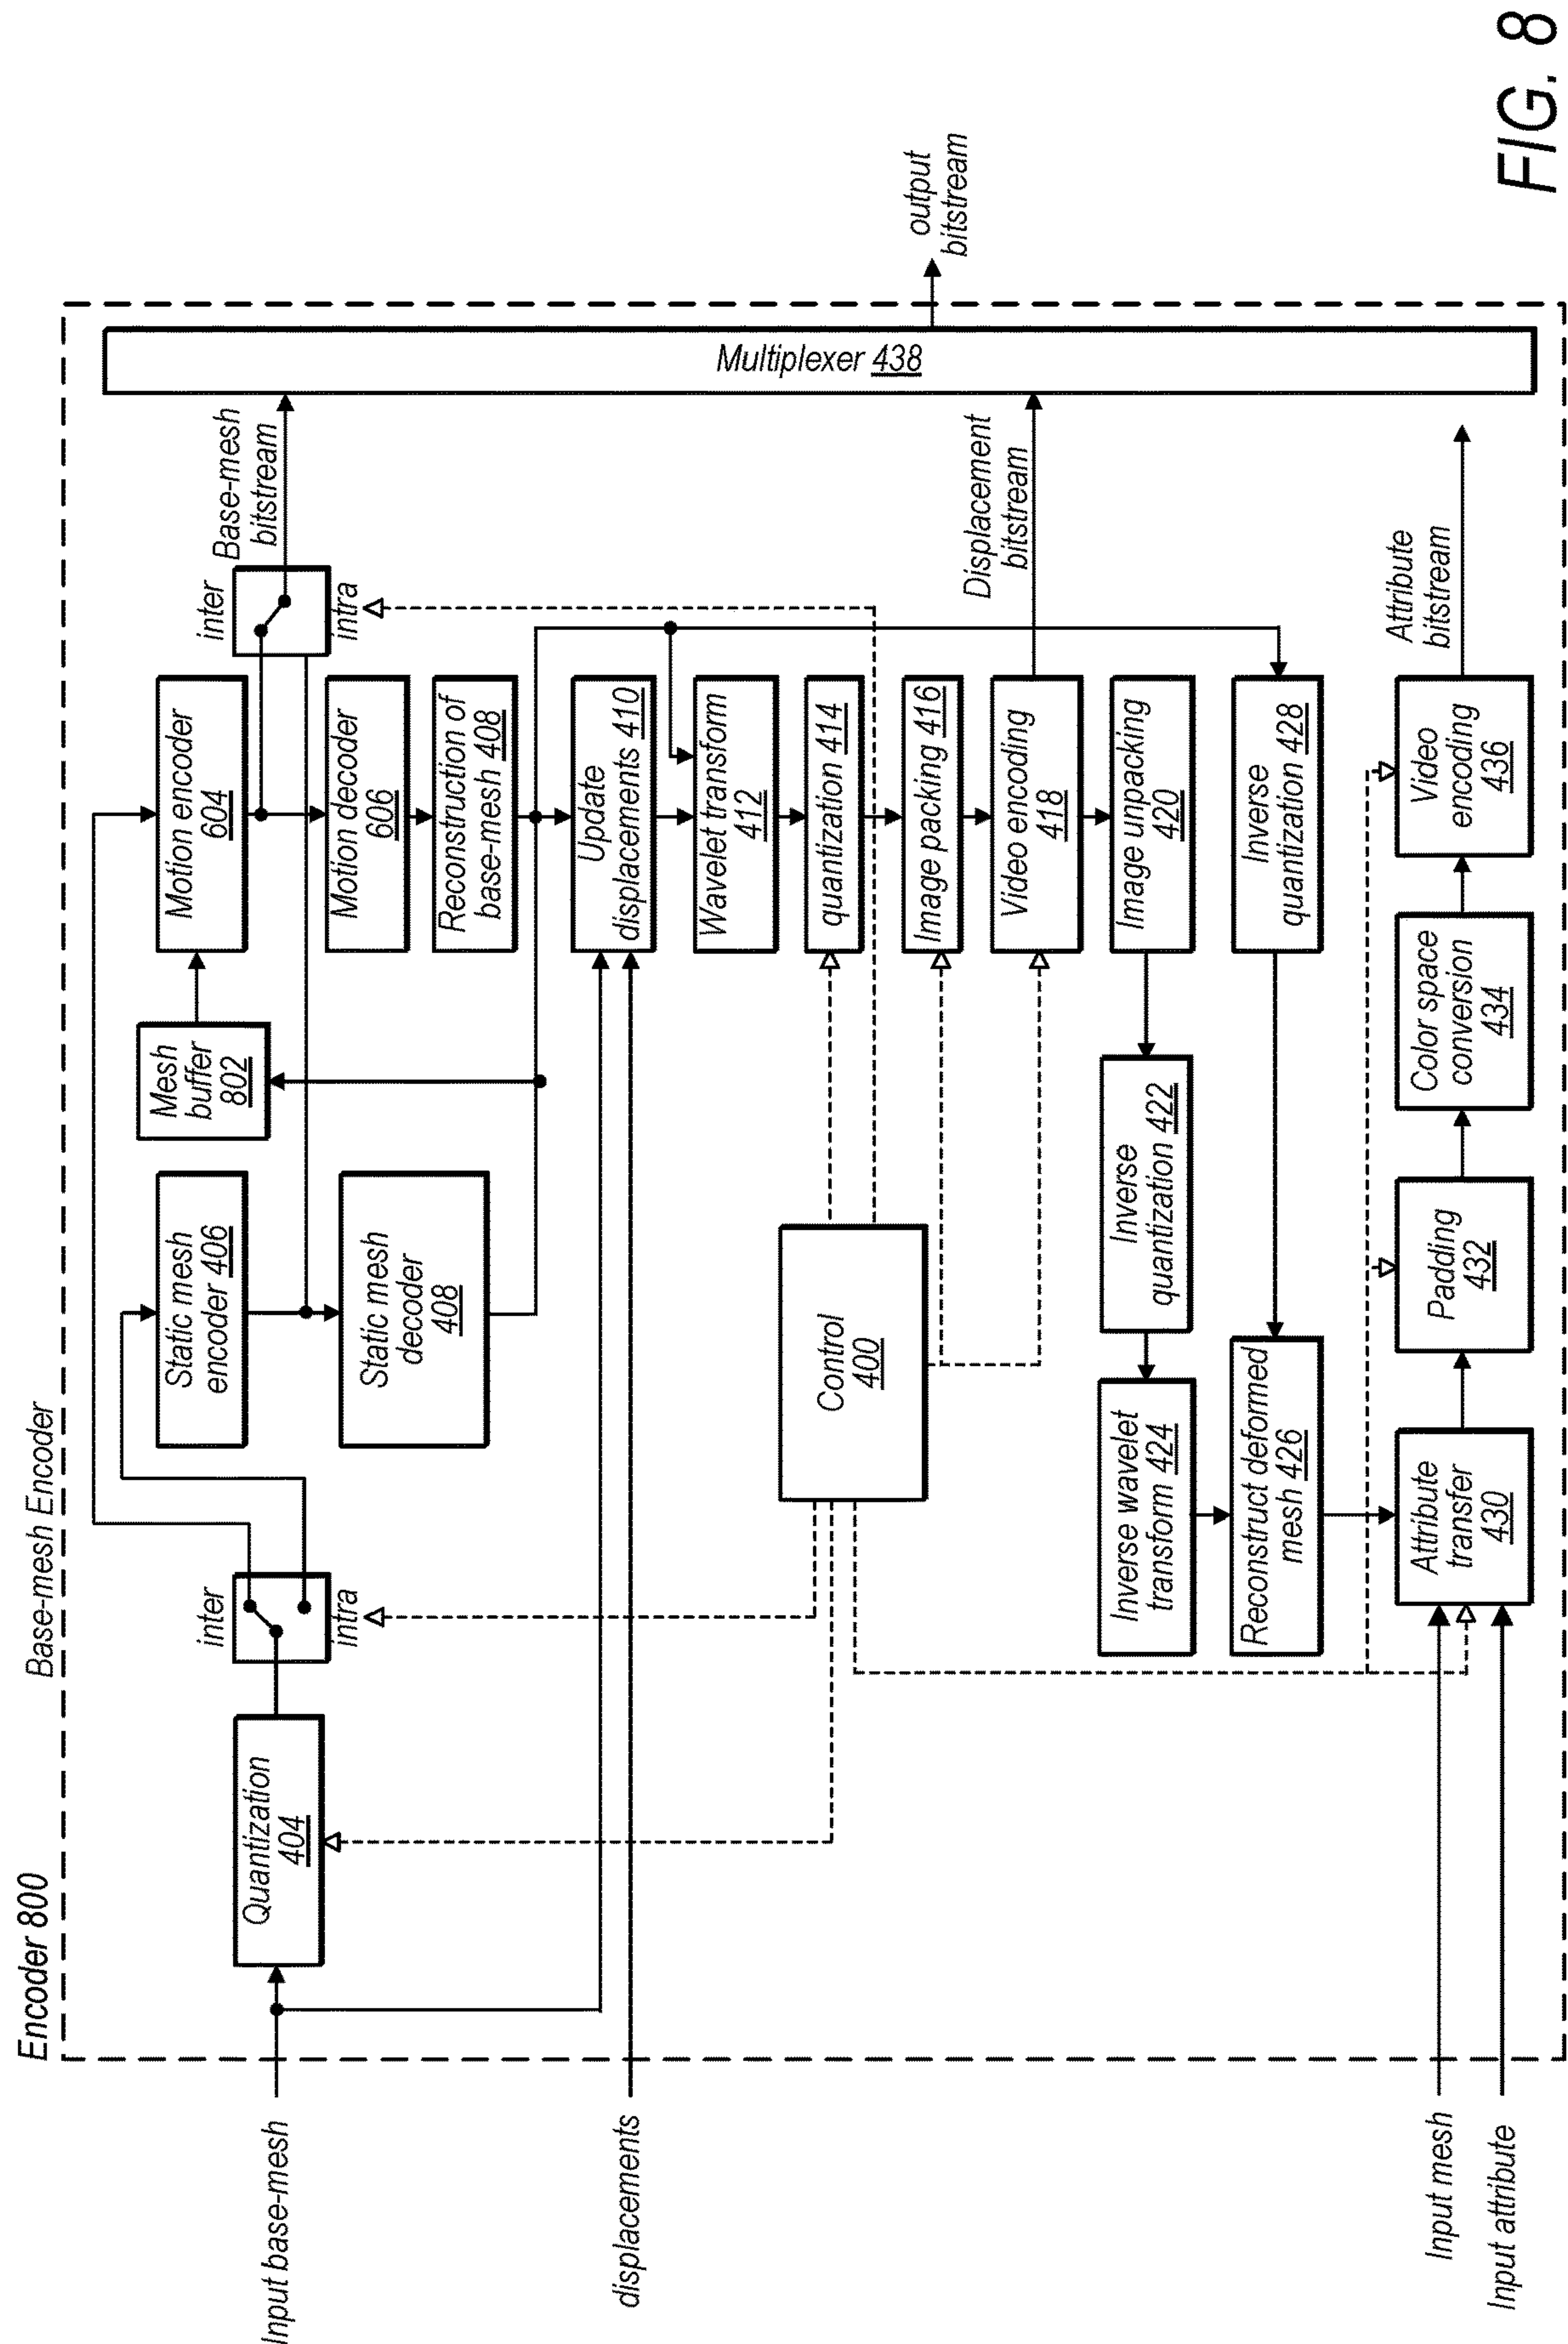 Encoder 800
Base-mesh Encoder
Input base-mesh
Quantization
404
inter
intra
Static mesh
encoder 406
Static mesh
decoder
408
Mesh
buffer
802
Motion encoder
604
Motion decoder
606
Reconstruction of
base-mesh 408
inter
intra
Base-mesh
bitstream
displacements
Update
displacements 410
Wavelet transform
412
quantization 414
Image packing 416
Video encoding
418
Image unpacking
420
Inverse
quantization 428
Displacement
bitstream
Control
400
Inverse
quantization 422
Inverse wavelet
transform 424
Reconstruct deformed
mesh 426
Input mesh
Input attribute
Attribute
transfer
430
Padding
432
Color space
conversion
434
Video
encoding
436
Attribute
bitstream
Multiplexer 438
output
bitstream
FIG. 8